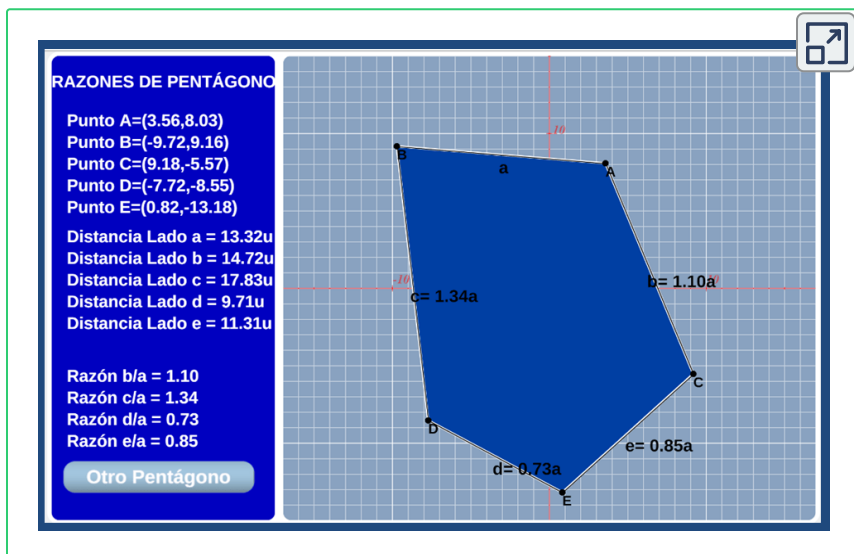 RAZONES DE PENTÁGONO
Punto A=(3.56,8.03)
Punto B=(-9.72,9.16)
Punto C=(9.18,-5.57)
Punto D=(-7.72,-8.55)
Punto E=(0.82,-13.18)
Distancia Lado a = 13.32u
Distancia Lado b = 14.72u
Distancia Lado c = 17.83u
Distancia Lado d = 9.71u
Distancia Lado e = 11.31u
Razón b/a = 1.10
Razón c/a = 1.34
Razón d/a = 0.73
Razón e/a = 0.85
Otro Pentágono
10
B
a
A
-10
c= 1.34a
b= 1.10a
10
C
D
e= 0.85a
d= 0.73a
E